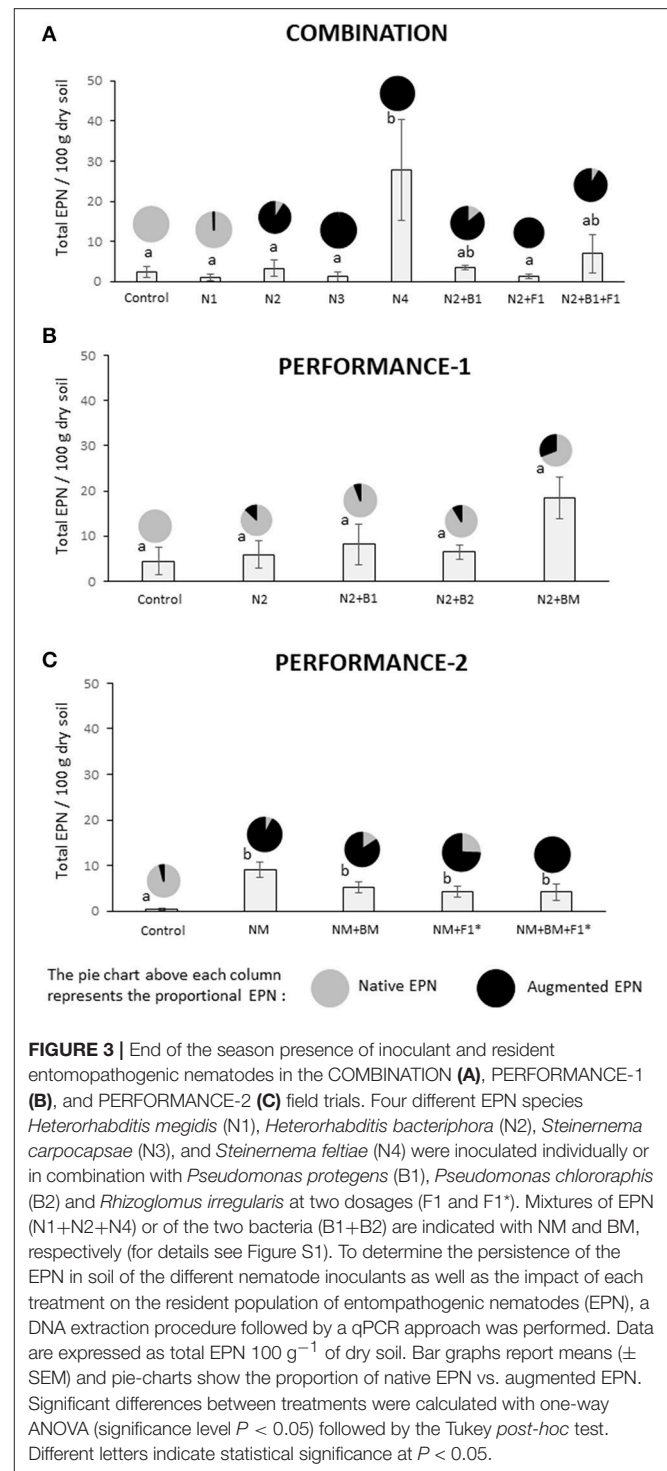 A
COMBINATION
Total EPN / 100 g dry soil
50
40
30
20
10
0
a
a
a
a
b
ab
a
ab
Control N1 N2 N3 N4 N2+B1 N2+F1 N2+B1+F1
B
PERFORMANCE-1
Total EPN / 100 g dry soil
50
40
30
20
10
0
a
a
a
a
a
Control N2 N2+B1 N2+B2 N2+BM
C
PERFORMANCE-2
Total EPN / 100 g dry soil
50
40
30
20
10
0
a
b
b
b
b
Control NM NM+BM NM+F1* NM+BM+F1*
The pie chart above each column
represents the proportional EPN :
Native EPN
Augmented EPN
FIGURE 3 | End of the season presence of inoculant and resident
entomopathogenic nematodes in the COMBINATION (A), PERFORMANCE-1
(B), and PERFORMANCE-2 (C) field trials. Four different EPN species
Heterorhabditis megidis (N1), Heterorhabditis bacteriophora (N2), Steinernema
carpocapsae (N3), and Steinernema feltiae (N4) were inoculated individually or
in combination with Pseudomonas protegens (B1), Pseudomonas chlororaphis
(B2) and Rhizoglomus irregularis at two dosages (F1 and F1*). Mixtures of EPN
(N1+N2+N4) or of the two bacteria (B1+B2) are indicated with NM and BM,
respectively (for details see Figure S1). To determine the persistence of the
EPN in soil of the different nematode inoculants as well as the impact of each
treatment on the resident population of entompathogenic nematodes (EPN), a
DNA extraction procedure followed by a qPCR approach was performed. Data
are expressed as total EPN 100 g⁻¹ of dry soil. Bar graphs report means (±
SEM) and pie-charts show the proportion of native EPN vs. augmented EPN.
Significant differences between treatments were calculated with one-way
ANOVA (significance level P < 0.05) followed by the Tukey post-hoc test.
Different letters indicate statistical significance at P < 0.05.